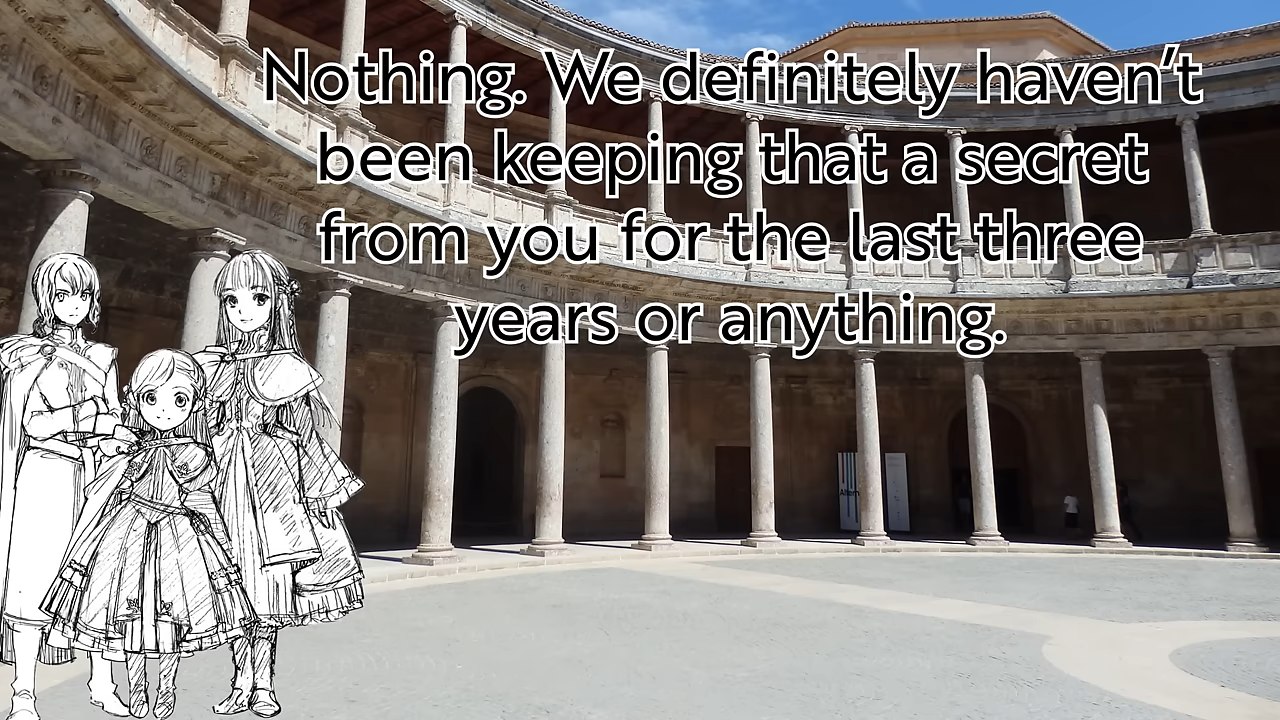 Nothing. We definitely haven't
been keeping that a secret
from you for the last three
years or anything.